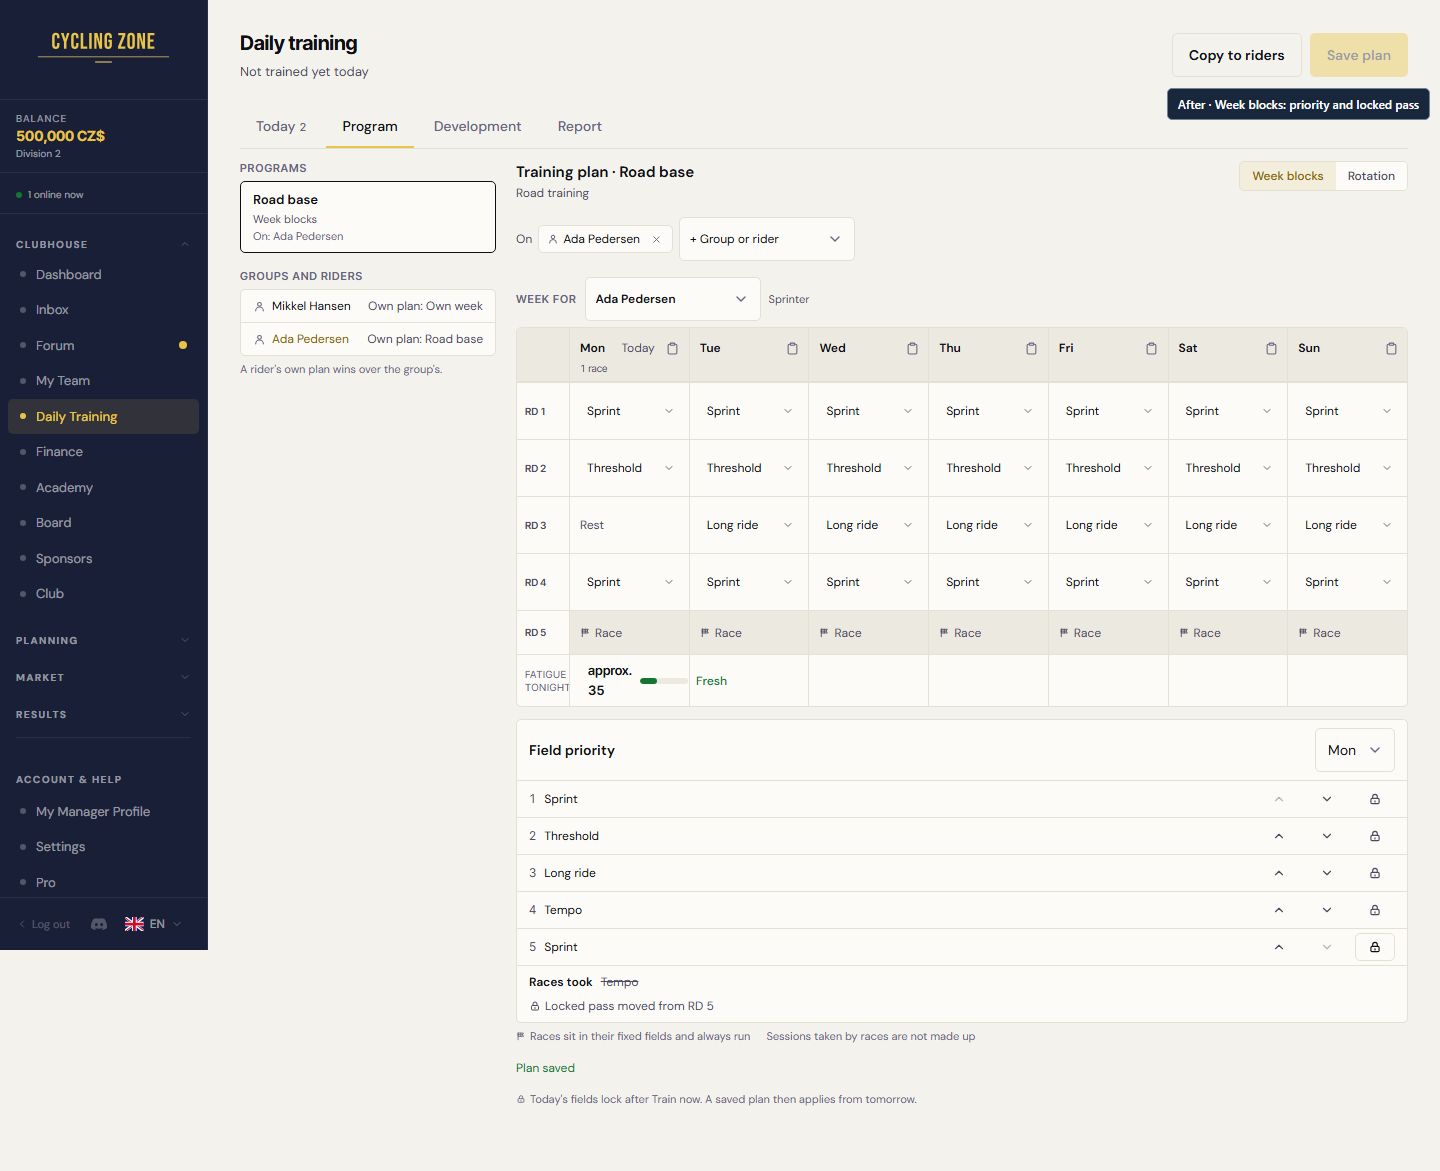 CYCLING ZONE
BALANCE
500,000 CZ$
Division 2
1 online now
CLUBHOUSE
Dashboard
Inbox
Forum
My Team
Daily Training
Finance
Academy
Board
Sponsors
Club
PLANNING
MARKET
RESULTS
ACCOUNT & HELP
My Manager Profile
Settings
Pro
Log out
EN
Daily training
Not trained yet today
Copy to riders
Save plan
After · Week blocks: priority and locked pass
Today 2
Program
Development
Report
PROGRAMS
Road base
Week blocks
On: Ada Pedersen
GROUPS AND RIDERS
Mikkel Hansen Own plan: Own week
Ada Pedersen Own plan: Road base
A rider's own plan wins over the group's.
Training plan · Road base
Road training
Week blocks Rotation
On Ada Pedersen × + Group or rider
WEEK FOR Ada Pedersen Sprinter
Mon Today Tue Wed Thu Fri Sat Sun
1 race
RD 1 Sprint Sprint Sprint Sprint Sprint Sprint Sprint
RD 2 Threshold Threshold Threshold Threshold Threshold Threshold Threshold
RD 3 Rest Long ride Long ride Long ride Long ride Long ride Long ride
RD 4 Sprint Sprint Sprint Sprint Sprint Sprint Sprint
RD 5 Race Race Race Race Race Race Race
FATIGUE TONIGHT approx. 35 Fresh
Field priority Mon
1 Sprint
2 Threshold
3 Long ride
4 Tempo
5 Sprint
Races took Tempo
Locked pass moved from RD 5
Races sit in their fixed fields and always run Sessions taken by races are not made up
Plan saved
Today's fields lock after Train now. A saved plan then applies from tomorrow.